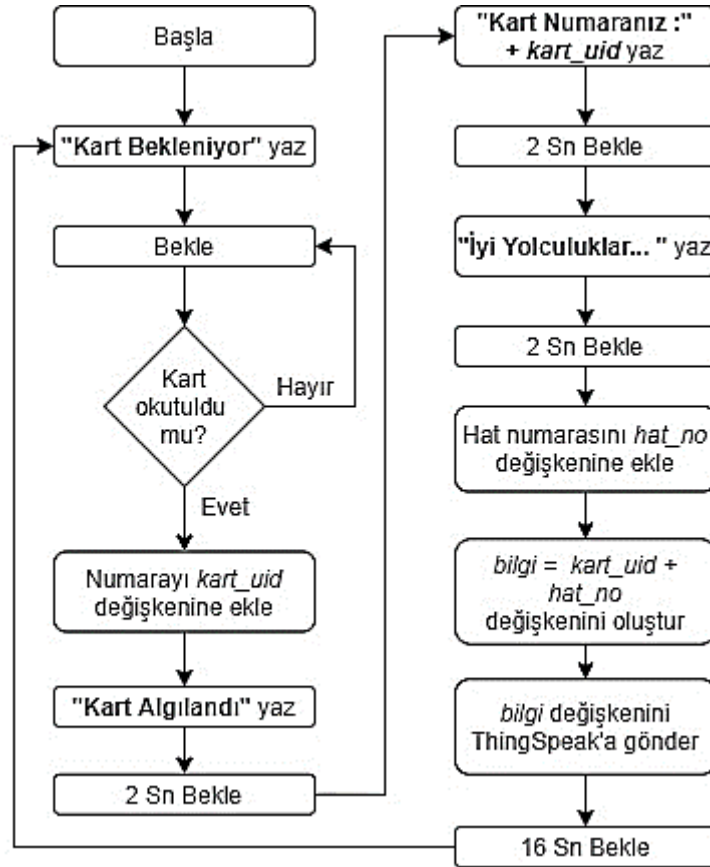 Başla
"Kart Bekleniyor" yaz
Bekle
Kart
okutuldu
mu?
Hayır
Evet
Numarayı kart_uid
değişkenine ekle
"Kart Algılandı" yaz
2 Sn Bekle
"Kart Numaranız :"
+ kart_uid yaz
2 Sn Bekle
"İyi Yolculuklar... " yaz
2 Sn Bekle
Hat numarasını hat_no
değişkenine ekle
bilgi = kart_uid +
hat_no
değişkenini oluştur
bilgi değişkenini
ThingSpeak'a gönder
16 Sn Bekle